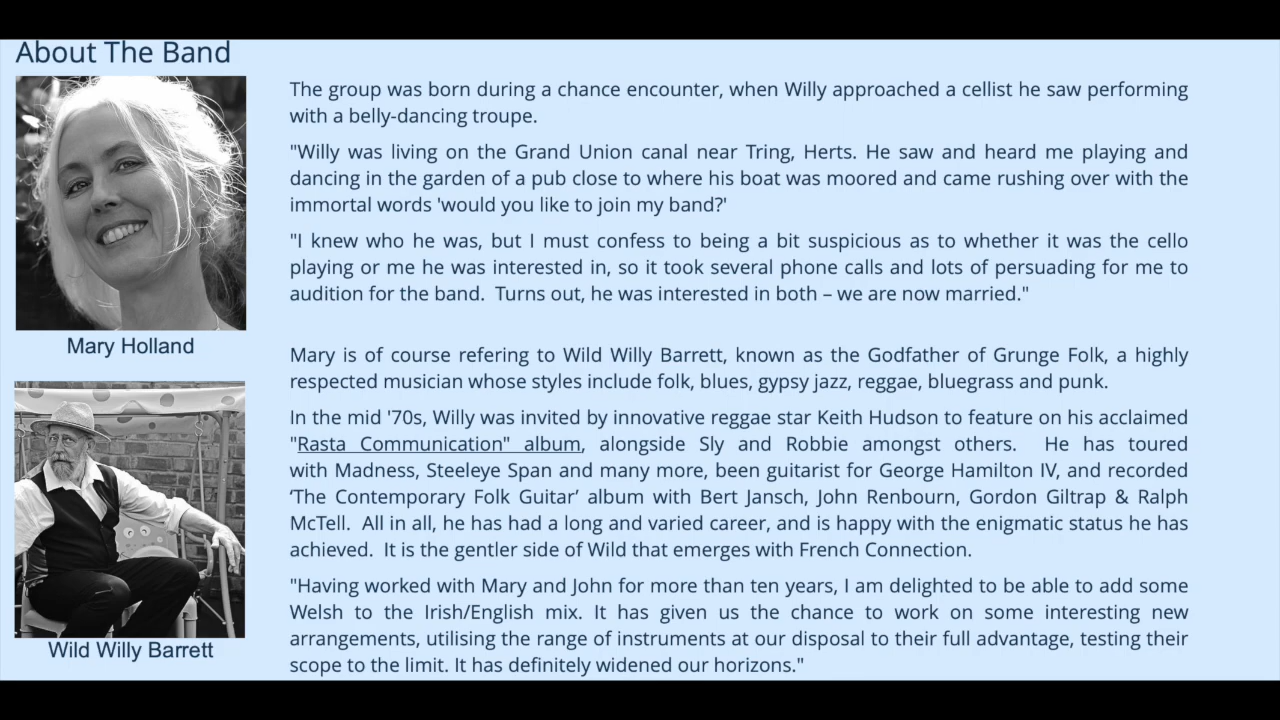 About The Band
The group was born during a chance encounter, when Willy approached a cellist he saw performing
with a belly-dancing troupe.
"Willy was living on the Grand Union canal near Tring, Herts. He saw and heard me playing and
dancing in the garden of a pub close to where his boat was moored and came rushing over with the
immortal words 'would you like to join my band?'
"I knew who he was, but I must confess to being a bit suspicious as to whether it was the cello
playing or me he was interested in, so it took several phone calls and lots of persuading for me to
audition for the band.  Turns out, he was interested in both – we are now married."
Mary Holland
Mary is of course refering to Wild Willy Barrett, known as the Godfather of Grunge Folk, a highly
respected musician whose styles include folk, blues, gypsy jazz, reggae, bluegrass and punk.
In the mid '70s, Willy was invited by innovative reggae star Keith Hudson to feature on his acclaimed
"Rasta Communication" album, alongside Sly and Robbie amongst others.  He has toured
with Madness, Steeleye Span and many more, been guitarist for George Hamilton IV, and recorded
‘The Contemporary Folk Guitar’ album with Bert Jansch, John Renbourn, Gordon Giltrap & Ralph
McTell.  All in all, he has had a long and varied career, and is happy with the enigmatic status he has
achieved.  It is the gentler side of Wild that emerges with French Connection.
"Having worked with Mary and John for more than ten years, I am delighted to be able to add some
Welsh to the Irish/English mix. It has given us the chance to work on some interesting new
arrangements, utilising the range of instruments at our disposal to their full advantage, testing their
scope to the limit. It has definitely widened our horizons."
Wild Willy Barrett